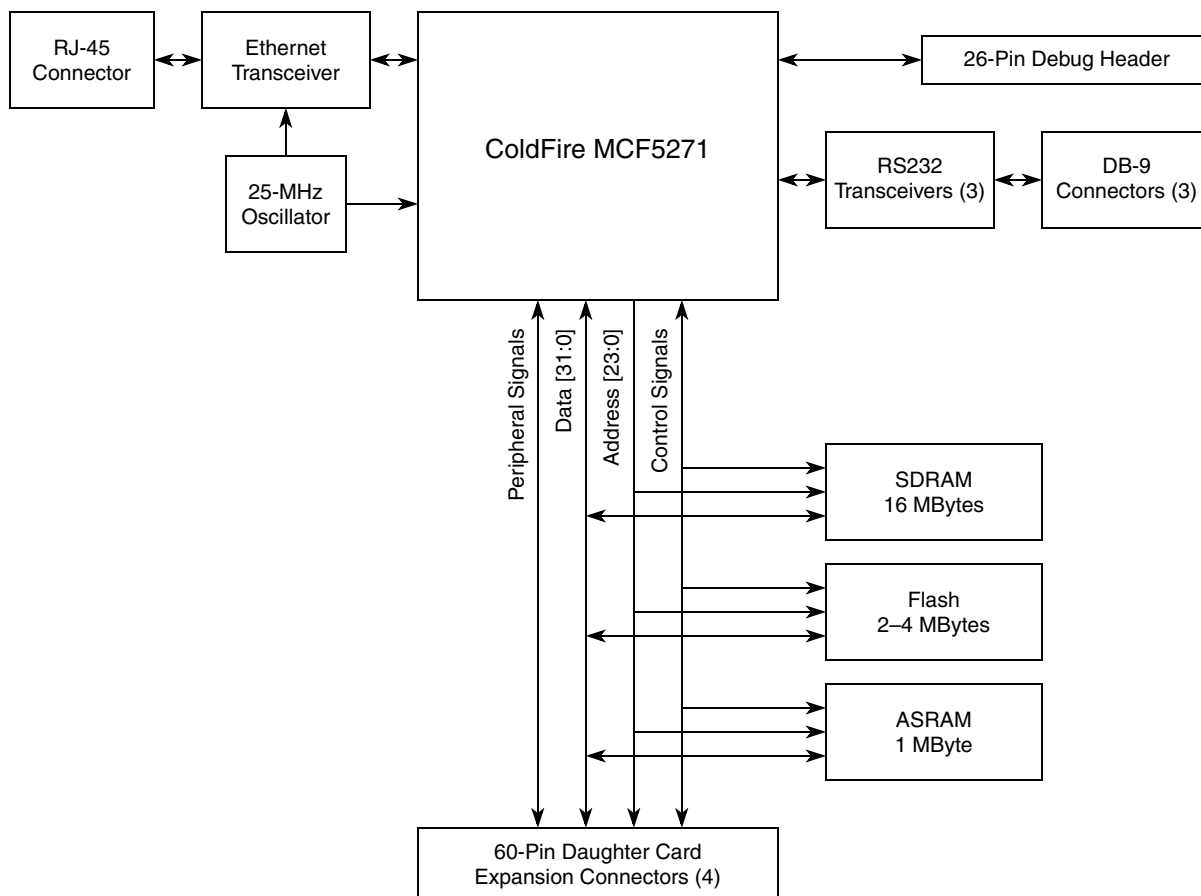 RJ-45
Connector
Ethernet
Transceiver
25-MHz
Oscillator
ColdFire MCF5271
26-Pin Debug Header
RS232
Transceivers (3)
DB-9
Connectors (3)
Peripheral Signals
Data [31:0]
Address [23:0]
Control Signals
SDRAM
16 MBytes
Flash
2–4 MBytes
ASRAM
1 MByte
60-Pin Daughter Card
Expansion Connectors (4)